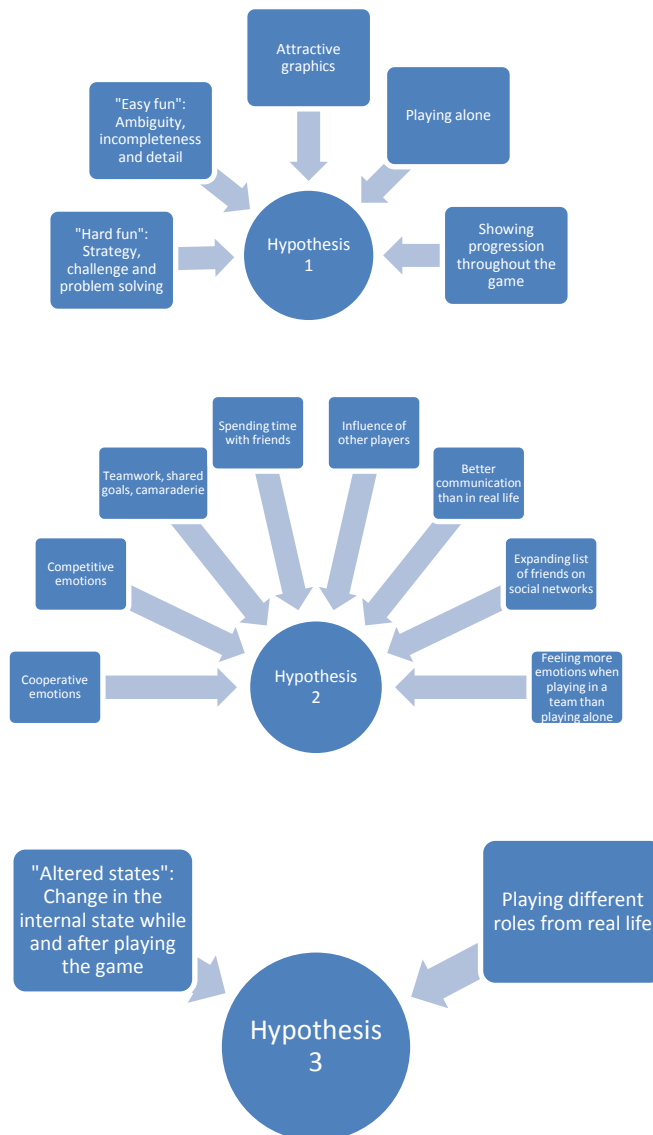 Attractive
graphics
"Easy fun":
Ambiguity,
incompleteness
and detail
Playing alone
"Hard fun":
Strategy,
challenge and
problem solving
Hypothesis
1
Showing
progression
throughout the
game
Spending time
with friends
Influence of
other players
Teamwork, shared
goals, camaraderie
Better
communication
than in real life
Competitive
emotions
Expanding list
of friends on
social networks
Cooperative
emotions
Hypothesis
2
Feeling more
emotions when
playing in a
team than
playing alone
"Altered states":
Change in the
internal state while
and after playing
the game
Playing different
roles from real life
Hypothesis
3